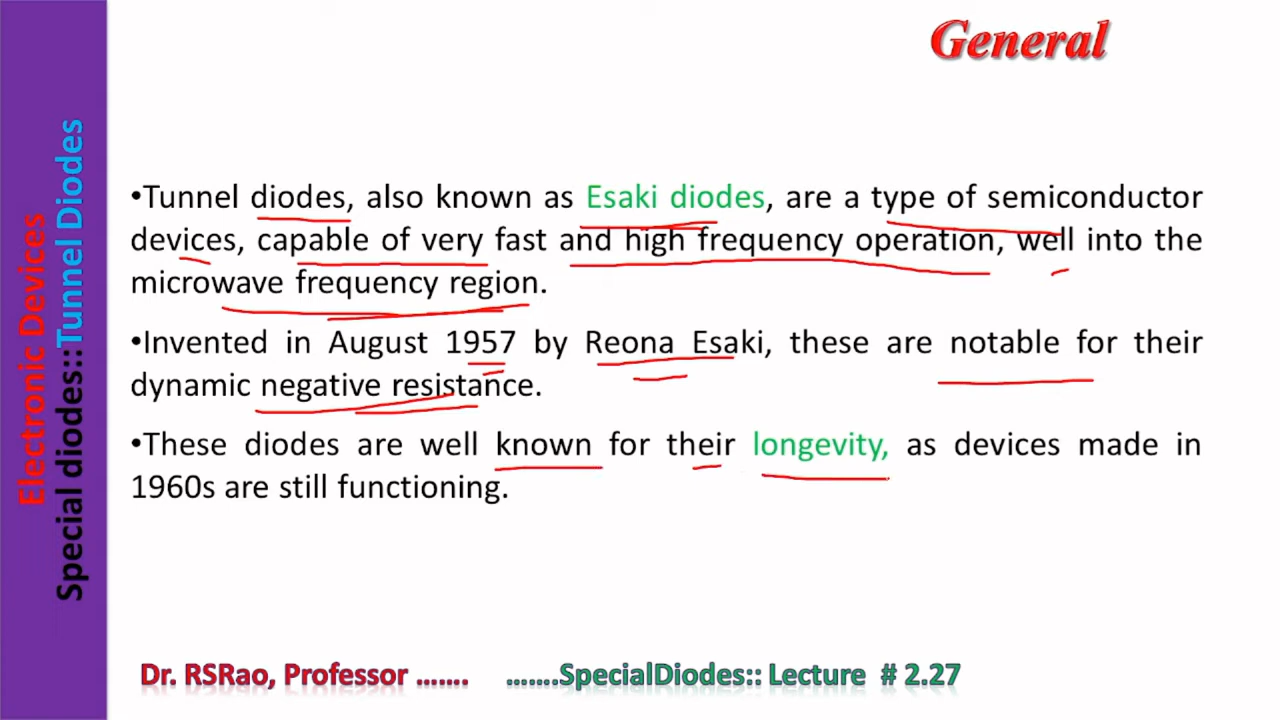 General
Electronic Devices
Special diodes::Tunnel Diodes
•Tunnel diodes, also known as Esaki diodes, are a type of semiconductor
devices, capable of very fast and high frequency operation, well into the
microwave frequency region.
•Invented in August 1957 by Reona Esaki, these are notable for their
dynamic negative resistance.
•These diodes are well known for their longevity, as devices made in
1960s are still functioning.
Dr. RSRao, Professor ....... .......SpecialDiodes:: Lecture # 2.27